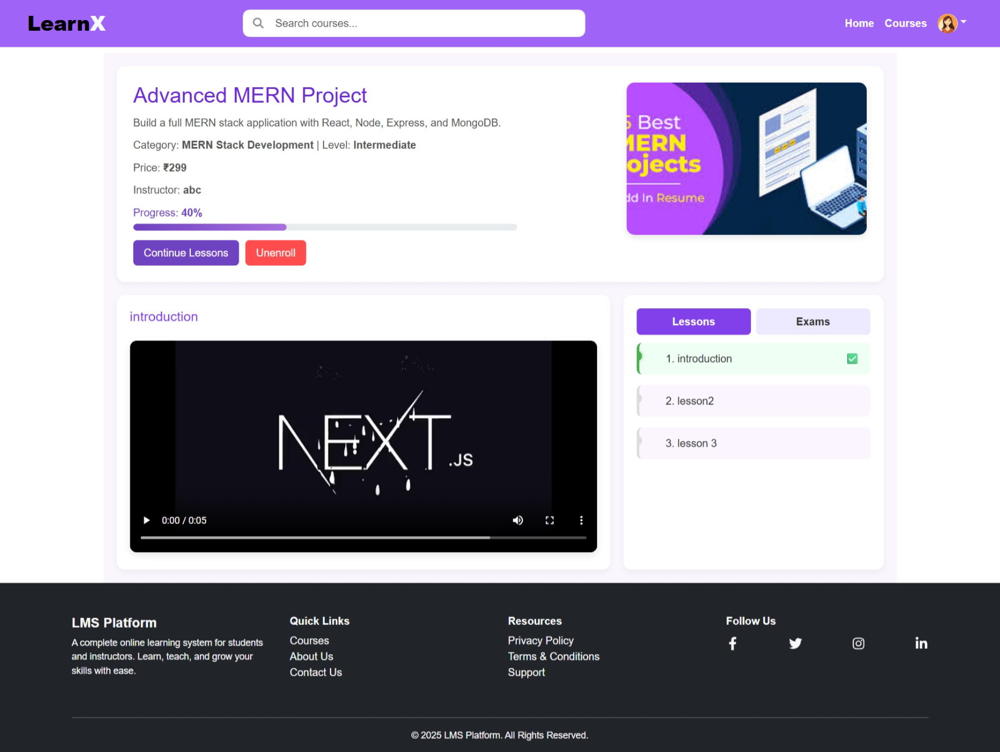 LearnX
Search courses...
Home
Courses
Advanced MERN Project
Build a full MERN stack application with React, Node, Express, and MongoDB.
Category: MERN Stack Development | Level: Intermediate
Price: ₹299
Instructor: abc
Progress: 40%
Continue Lessons
Unenroll
5 Best
MERN
ojects
dd In Resume
introduction
NEXT.JS
0:00 / 0:05
Lessons
Exams
1. introduction
2. lesson2
3. lesson 3
LMS Platform
A complete online learning system for students
and instructors. Learn, teach, and grow your
skills with ease.
Quick Links
Courses
About Us
Contact Us
Resources
Privacy Policy
Terms & Conditions
Support
Follow Us
© 2025 LMS Platform. All Rights Reserved.